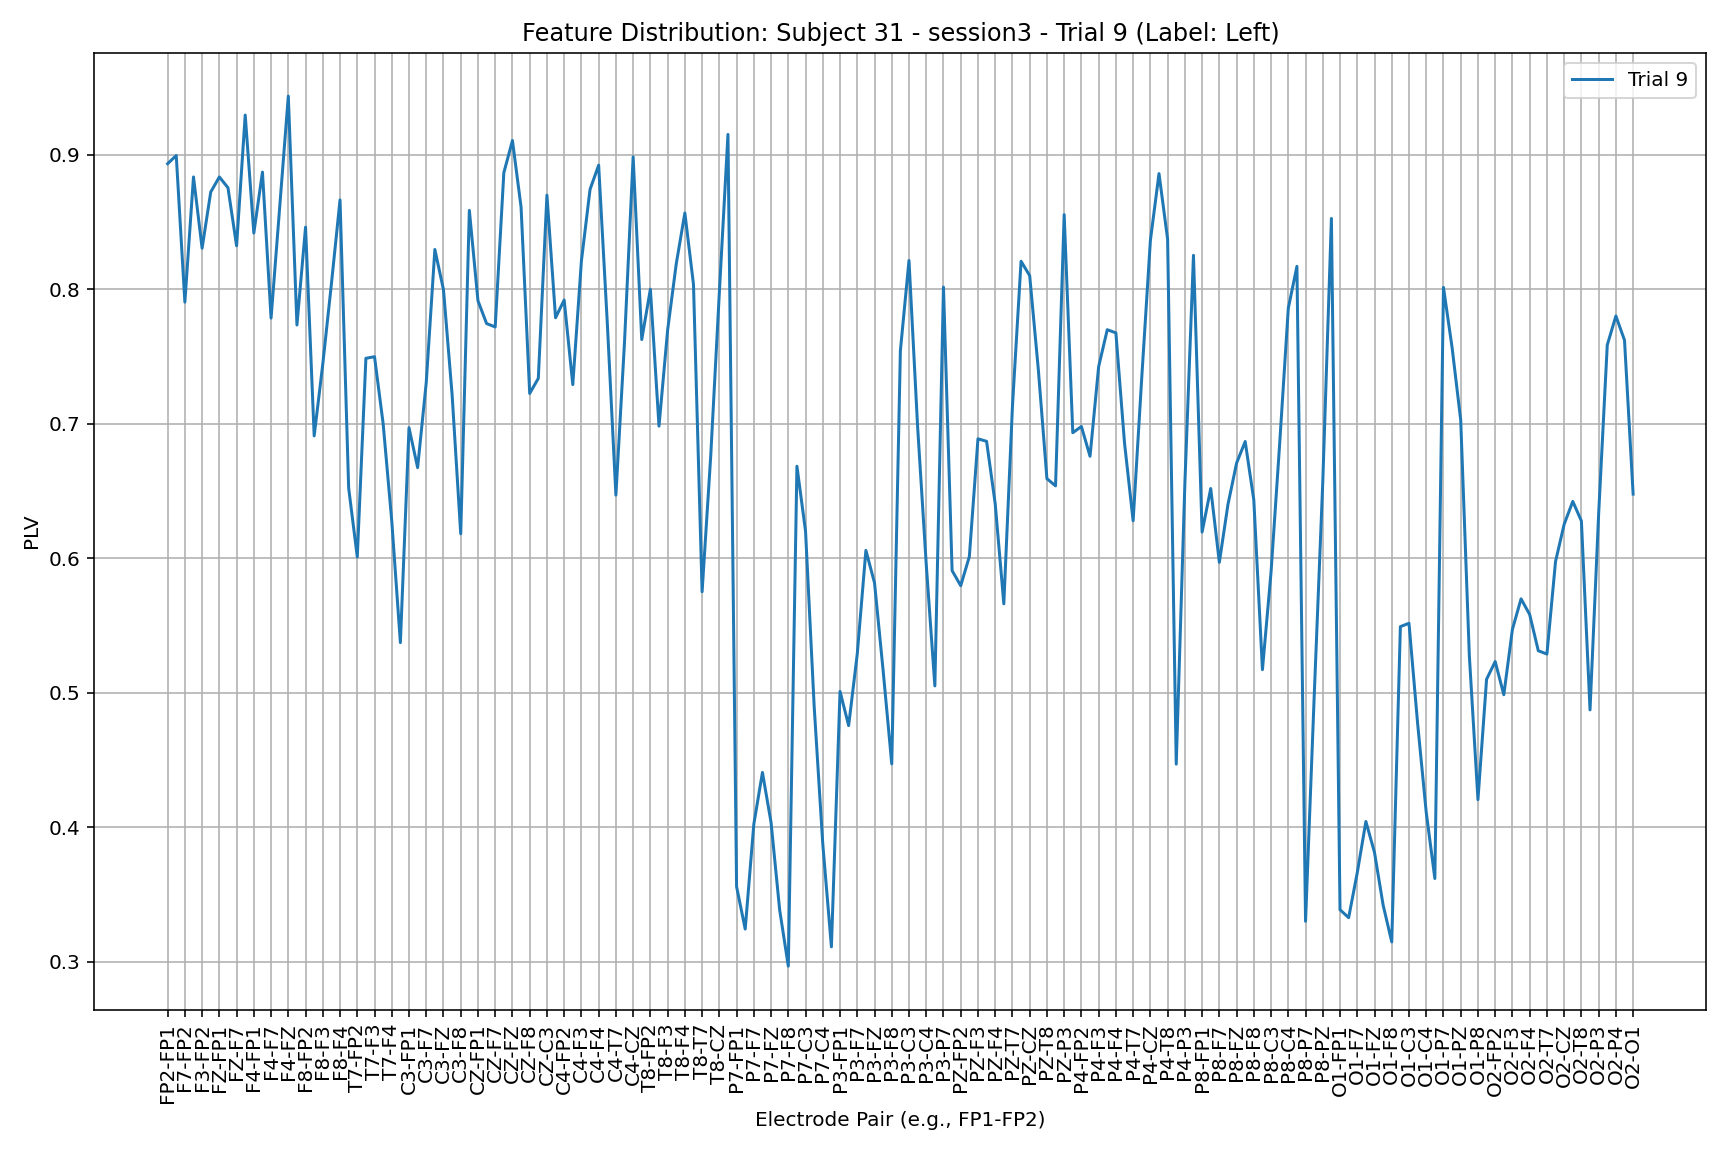 Feature Distribution: Subject 31 - session3 - Trial 9 (Label: Left)
Trial 9
PLV
0.9
0.8
0.7
0.6
0.5
0.4
0.3
FP2-FP1
F7-FP2
F3-FP2
FZ-FP1
FZ-F7
F4-FP1
F4-F7
F4-FZ
F8-FP2
F8-F3
F8-F4
T7-FP2
T7-F3
T7-F4
C3-FP1
C3-F7
C3-FZ
C3-F8
CZ-FP1
CZ-F7
CZ-FZ
CZ-F8
CZ-C3
C4-FP2
C4-F3
C4-F4
C4-T7
C4-CZ
T8-FP2
T8-F3
T8-F4
T8-T7
T8-CZ
P7-FP1
P7-F7
P7-FZ
P7-F8
P7-C3
P7-C4
P3-FP1
P3-F7
P3-FZ
P3-F8
P3-C3
P3-C4
P3-P7
PZ-FP2
PZ-F3
PZ-F4
PZ-T7
PZ-CZ
PZ-T8
PZ-P3
P4-FP2
P4-F3
P4-F4
P4-T7
P4-CZ
P4-T8
P4-P3
P8-FP1
P8-F7
P8-FZ
P8-F8
P8-C3
P8-C4
P8-P7
P8-PZ
O1-FP1
O1-F7
O1-FZ
O1-F8
O1-C3
O1-C4
O1-P7
O1-PZ
O1-P8
O2-FP2
O2-F3
O2-F4
O2-T7
O2-CZ
O2-T8
O2-P3
O2-P4
O2-O1
Electrode Pair (e.g., FP1-FP2)